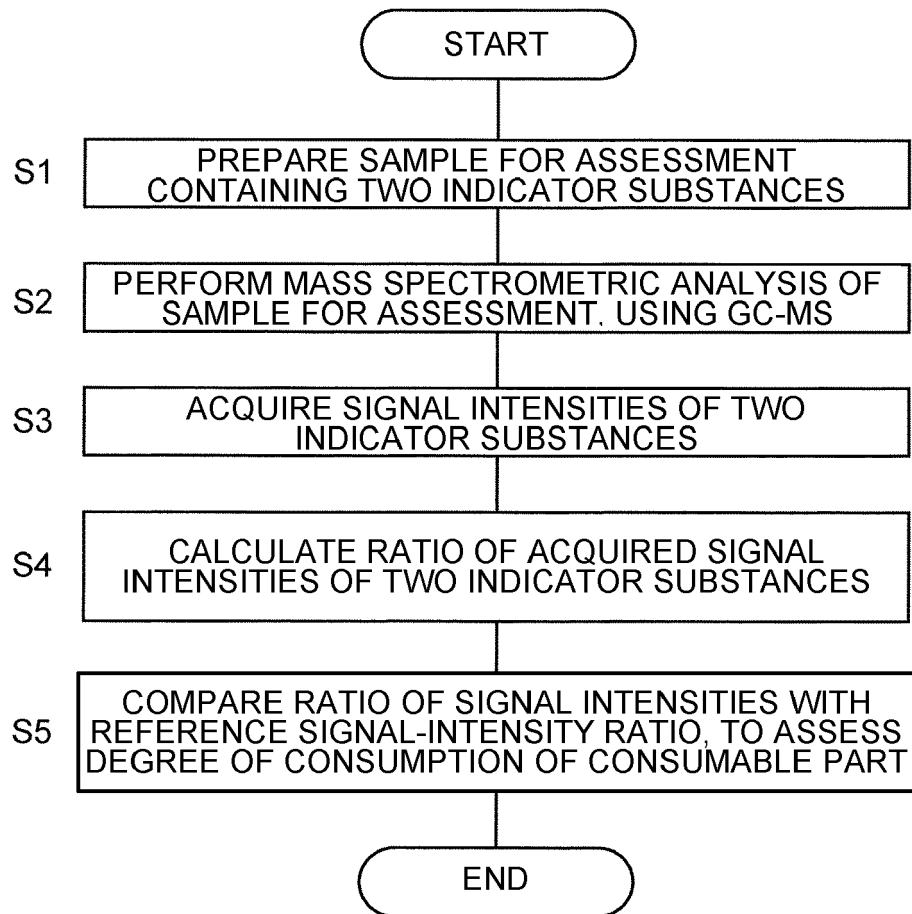 START
S1
PREPARE SAMPLE FOR ASSESSMENT
CONTAINING TWO INDICATOR SUBSTANCES
S2
PERFORM MASS SPECTROMETRIC ANALYSIS OF
SAMPLE FOR ASSESSMENT, USING GC-MS
S3
ACQUIRE SIGNAL INTENSITIES OF TWO
INDICATOR SUBSTANCES
S4
CALCULATE RATIO OF ACQUIRED SIGNAL
INTENSITIES OF TWO INDICATOR SUBSTANCES
S5
COMPARE RATIO OF SIGNAL INTENSITIES WITH
REFERENCE SIGNAL-INTENSITY RATIO, TO ASSESS
DEGREE OF CONSUMPTION OF CONSUMABLE PART
END